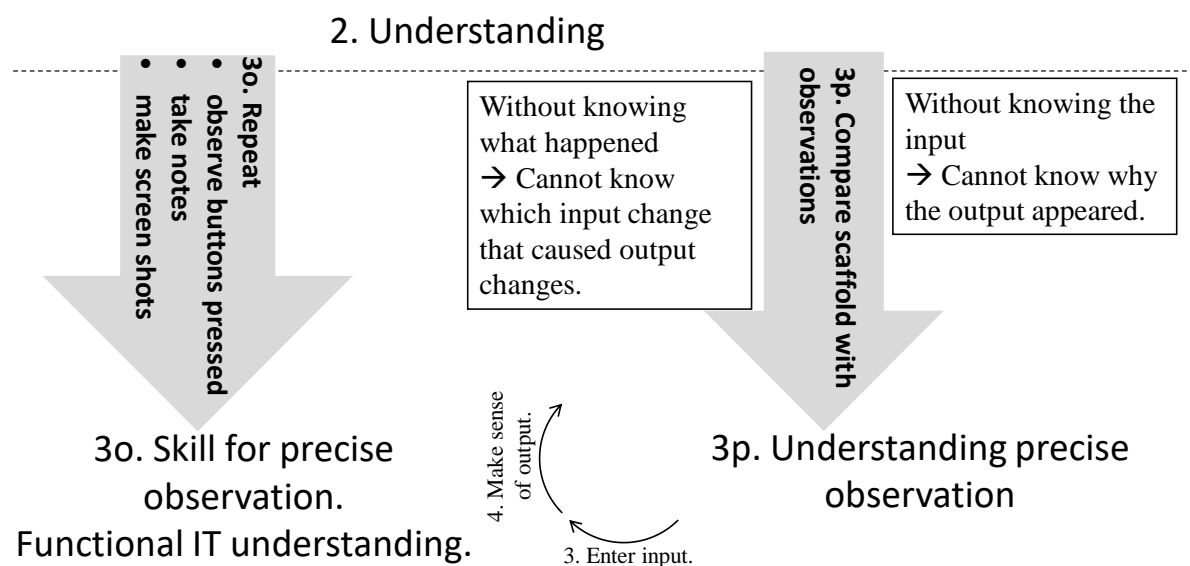 2. Understanding
3o. Repeat
• observe buttons pressed
• take notes
• make screen shots
Without knowing
what happened
→ Cannot know
which input change
that caused output
changes.
3p. Compare scaffold with
observations
Without knowing the
input
→ Cannot know why
the output appeared.
3o. Skill for precise
observation.
Functional IT understanding.
4. Make sense
of output.
3. Enter input.
3p. Understanding precise
observation